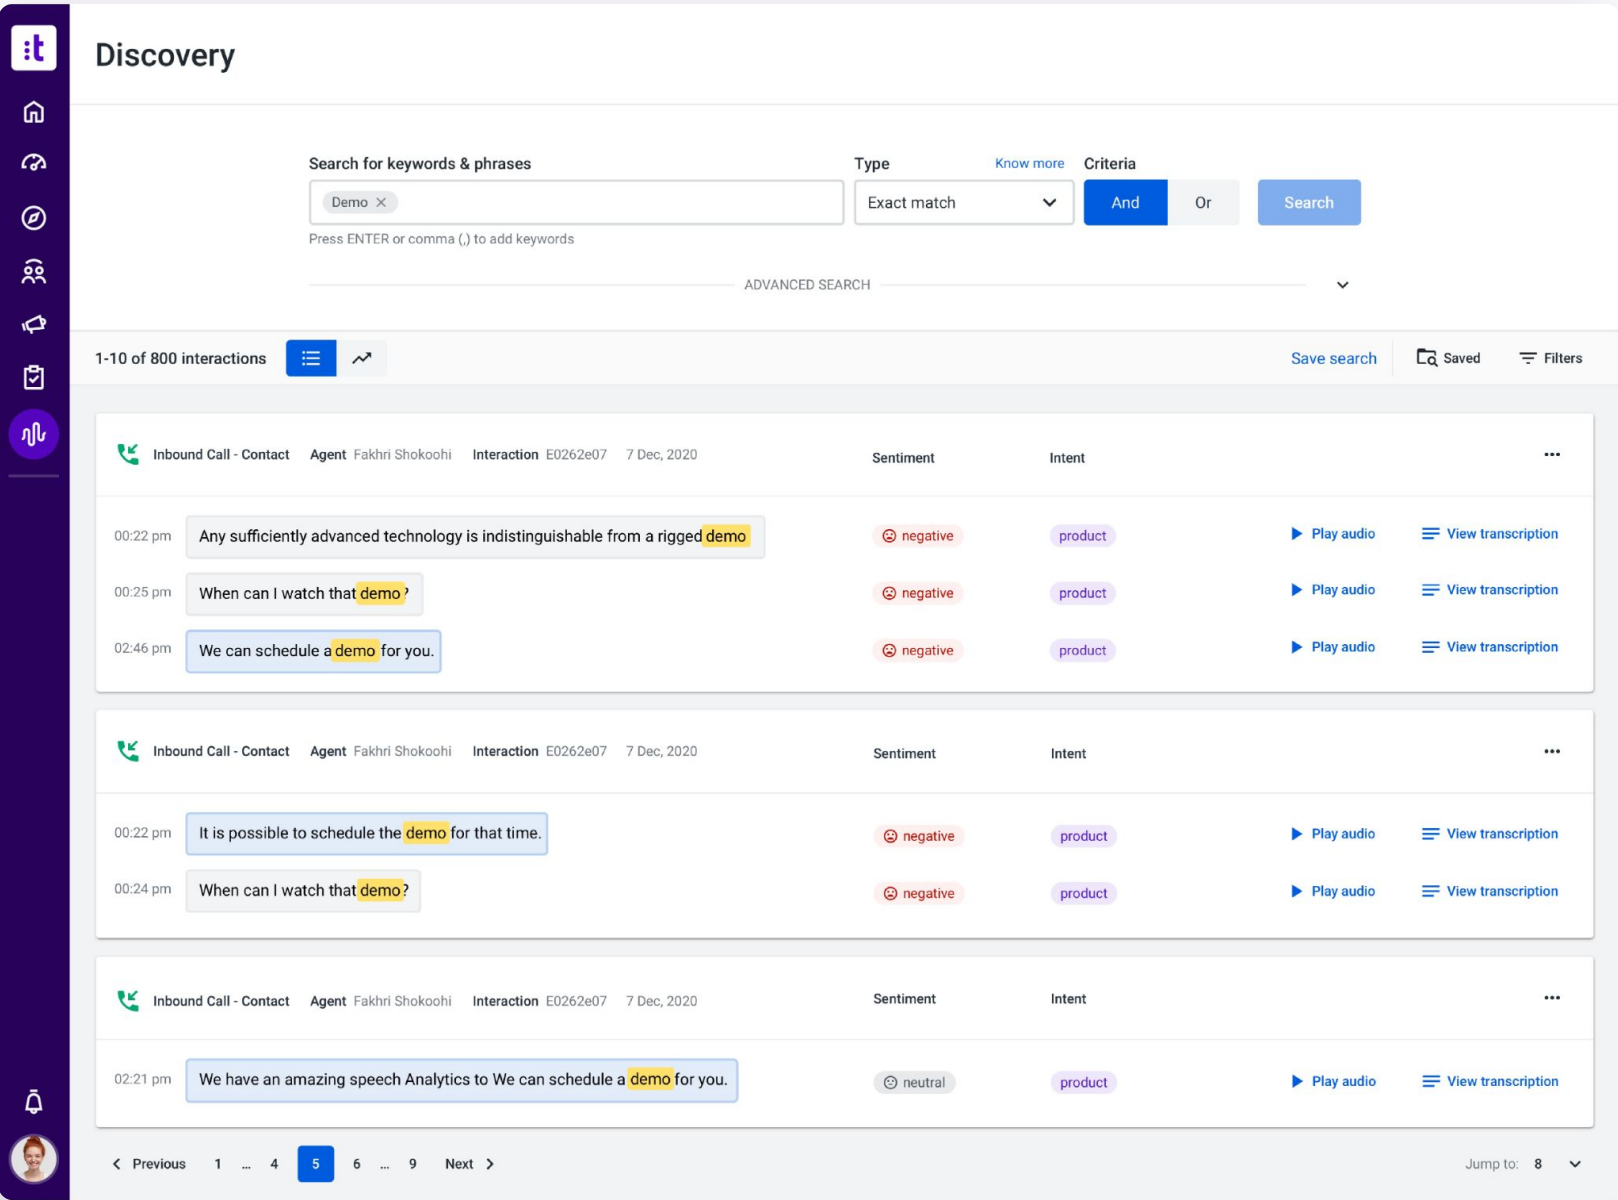 :t
Discovery
Search for keywords & phrases
Type
Know more
Criteria
Demo
Exact match
And
Or
Search
Press ENTER or comma (,) to add keywords
ADVANCED SEARCH
1-10 of 800 interactions
Save search
Saved
Filters
Inbound Call - Contact Agent Fakhri Shokoohi Interaction E0262e07 7 Dec, 2020 Sentiment Intent ...
00:22 pm Any sufficiently advanced technology is indistinguishable from a rigged demo negative product Play audio View transcription
00:25 pm When can I watch that demo? negative product Play audio View transcription
02:46 pm We can schedule a demo for you. negative product Play audio View transcription
Inbound Call - Contact Agent Fakhri Shokoohi Interaction E0262e07 7 Dec, 2020 Sentiment Intent ...
00:22 pm It is possible to schedule the demo for that time. negative product Play audio View transcription
00:24 pm When can I watch that demo? negative product Play audio View transcription
Inbound Call - Contact Agent Fakhri Shokoohi Interaction E0262e07 7 Dec, 2020 Sentiment Intent ...
02:21 pm We have an amazing speech Analytics to We can schedule a demo for you. neutral product Play audio View transcription
Previous 1 ... 4 5 6 ... 9 Next Jump to: 8